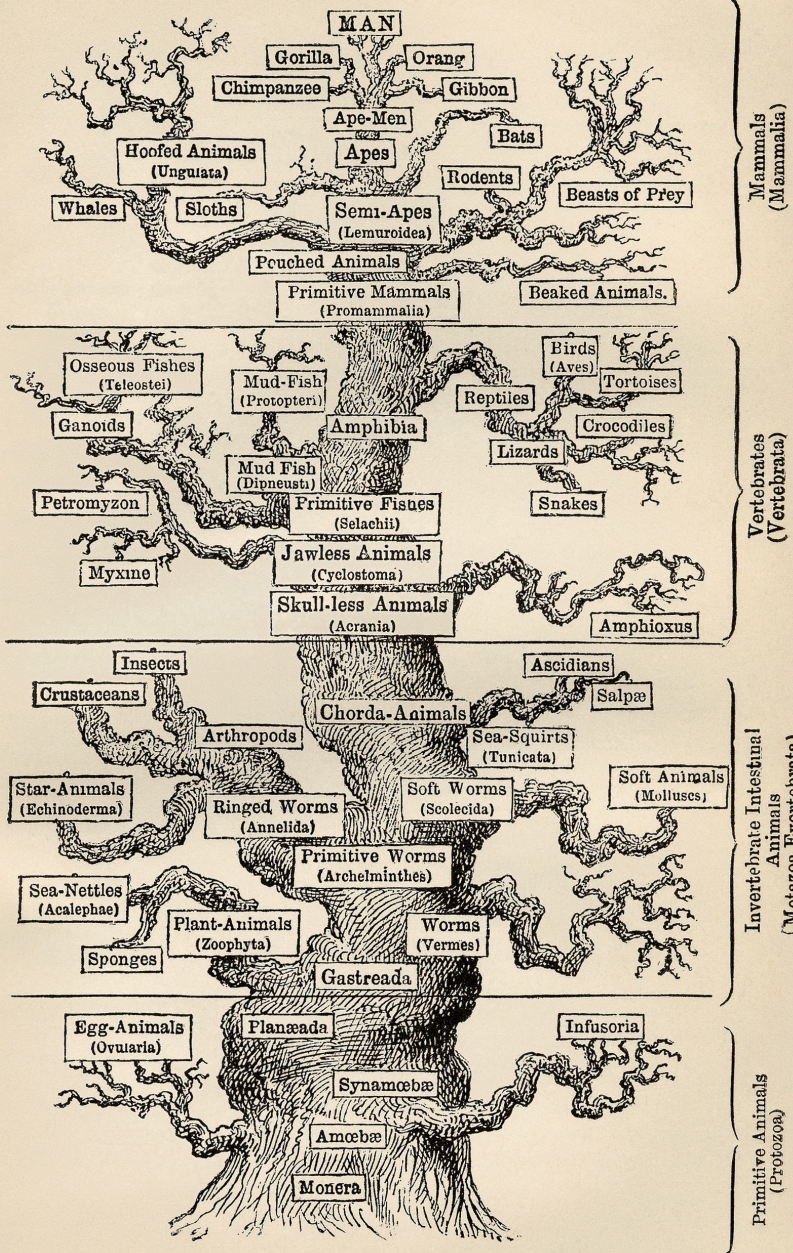 MAN
Gorilla
Orang
Chimpanzee
Gibbon
Ape-Men
Bats
Hoofed Animals
(Ungulata)
Apes
Rodents
Beasts of Prey
Whales
Sloths
Semi-Apes
(Lemuroidea)
Pouched Animals
Primitive Mammals
(Promammalia)
Beaked Animals.
Mammals
(Mammalia)
Osseous Fishes
(Teleostei)
Mud-Fish
(Protopteri)
Birds
(Aves)
Tortoises
Reptiles
Ganoids
Amphibia
Crocodiles
Lizards
Mud Fish
(Dipneusti)
Petromyzon
Primitive Fishes
(Selachii)
Snakes
Jawless Animals
(Cyclostoma)
Myxine
Skull-less Animals
(Acrania)
Amphioxus
Vertebrates
(Vertebrata)
Insects
Ascidians
Crustaceans
Salpæ
Chorda-Animals
Arthropods
Sea-Squirts
(Tunicata)
Star-Animals
(Echinoderma)
Soft Worms
(Scolecida)
Soft Animals
(Molluscs)
Ringed Worms
(Annelida)
Primitive Worms
(Archelminthes)
Sea-Nettles
(Acalephae)
Plant-Animals
(Zoophyta)
Worms
(Vermes)
Sponges
Gastreada
Invertebrate Intestinal
Animals
Egg-Animals
(Ovularia)
Planæada
Infusoria
Synamœbæ
Amœbæ
Monera
Primitive Animals
(Protozoa)